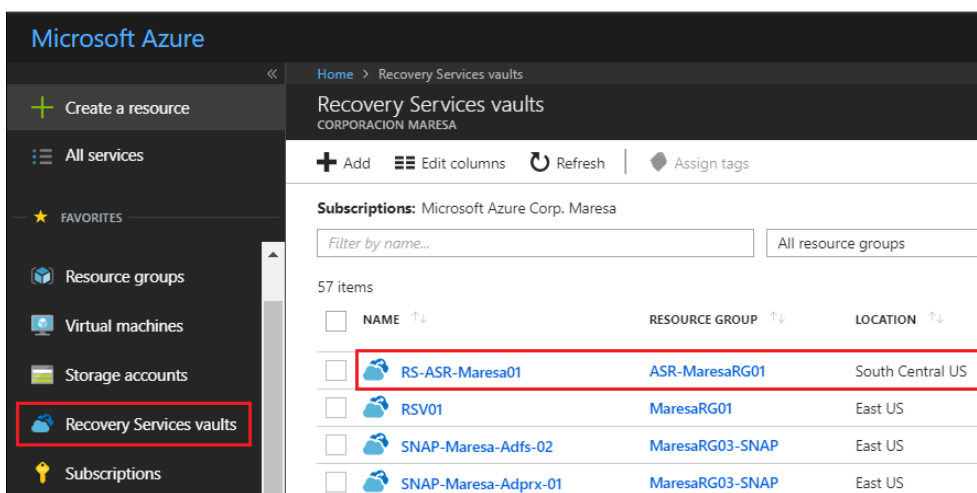 Microsoft Azure
«
Create a resource
All services
FAVORITES
Resource groups
Virtual machines
Storage accounts
Recovery Services vaults
Subscriptions
Home > Recovery Services vaults
Recovery Services vaults
CORPORACION MARESA
Add Edit columns Refresh Assign tags
Subscriptions: Microsoft Azure Corp. Maresa
Filter by name... All resource groups
57 items
NAME RESOURCE GROUP LOCATION
RS-ASR-Maresa01 ASR-MaresaRG01 South Central US
RSV01 MaresaRG01 East US
SNAP-Maresa-Adfs-02 MaresaRG03-SNAP East US
SNAP-Maresa-Adprx-01 MaresaRG03-SNAP East US